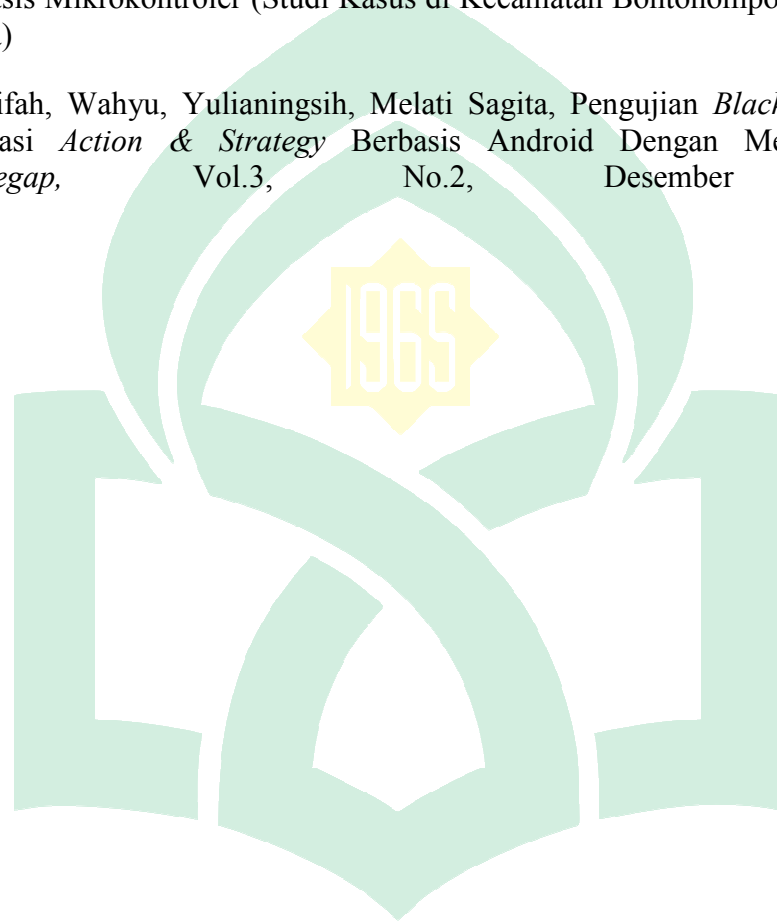 asis Mikrokontroler (Studi Kasus di Kecamatan Bontonompo
)
ifah, Wahyu, Yulianingsih, Melati Sagita, Pengujian Black
asi Action & Strategy Berbasis Android Dengan Me
egap, Vol.3, No.2, Desember
1965